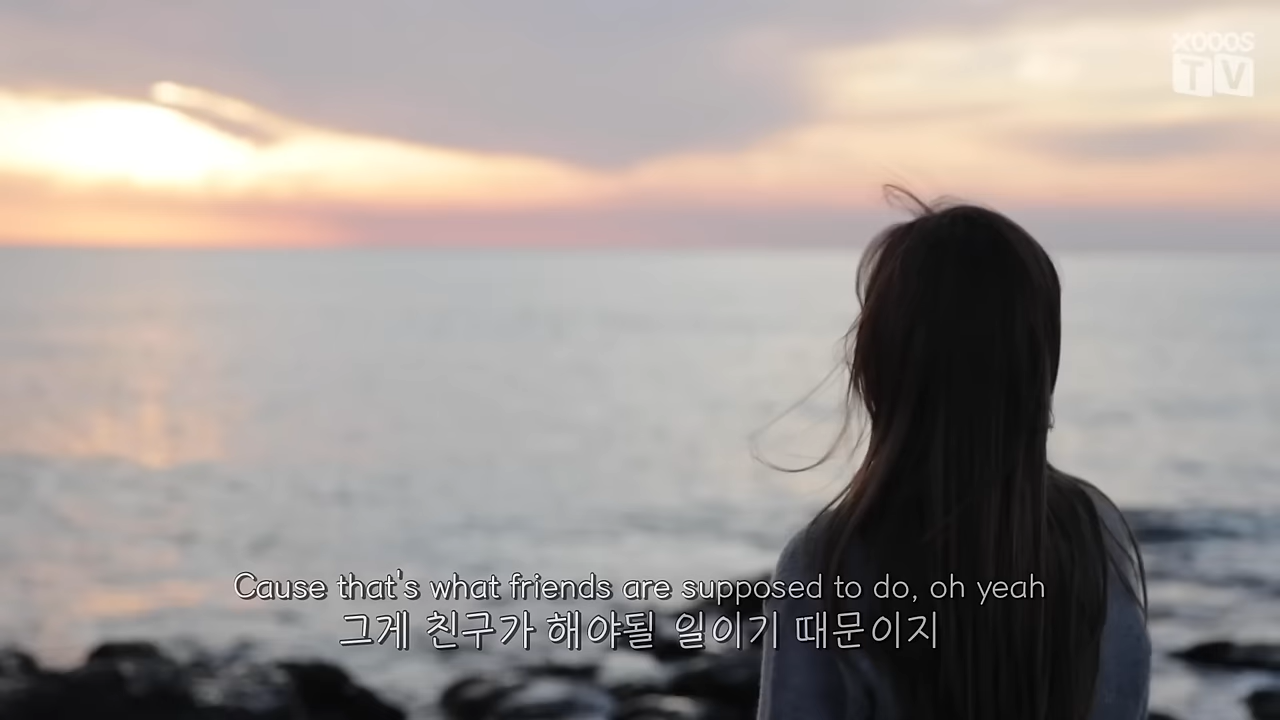 XOOOS
TV
Cause that's what friends are supposed to do, oh yeah
그게 친구가 해야될 일이기 때문이지